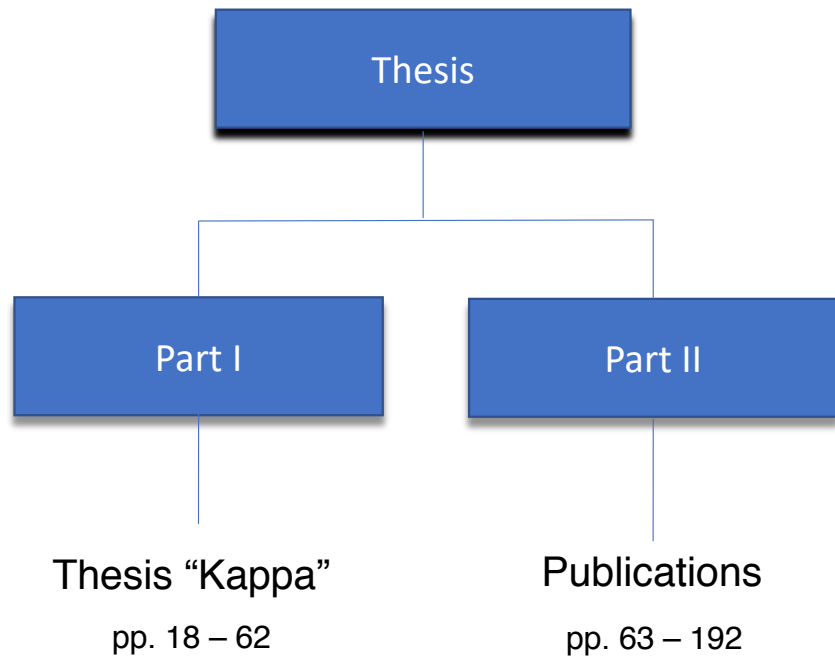 Thesis
Part I
Part II
Thesis “Kappa”
pp. 18 – 62
Publications
pp. 63 – 192